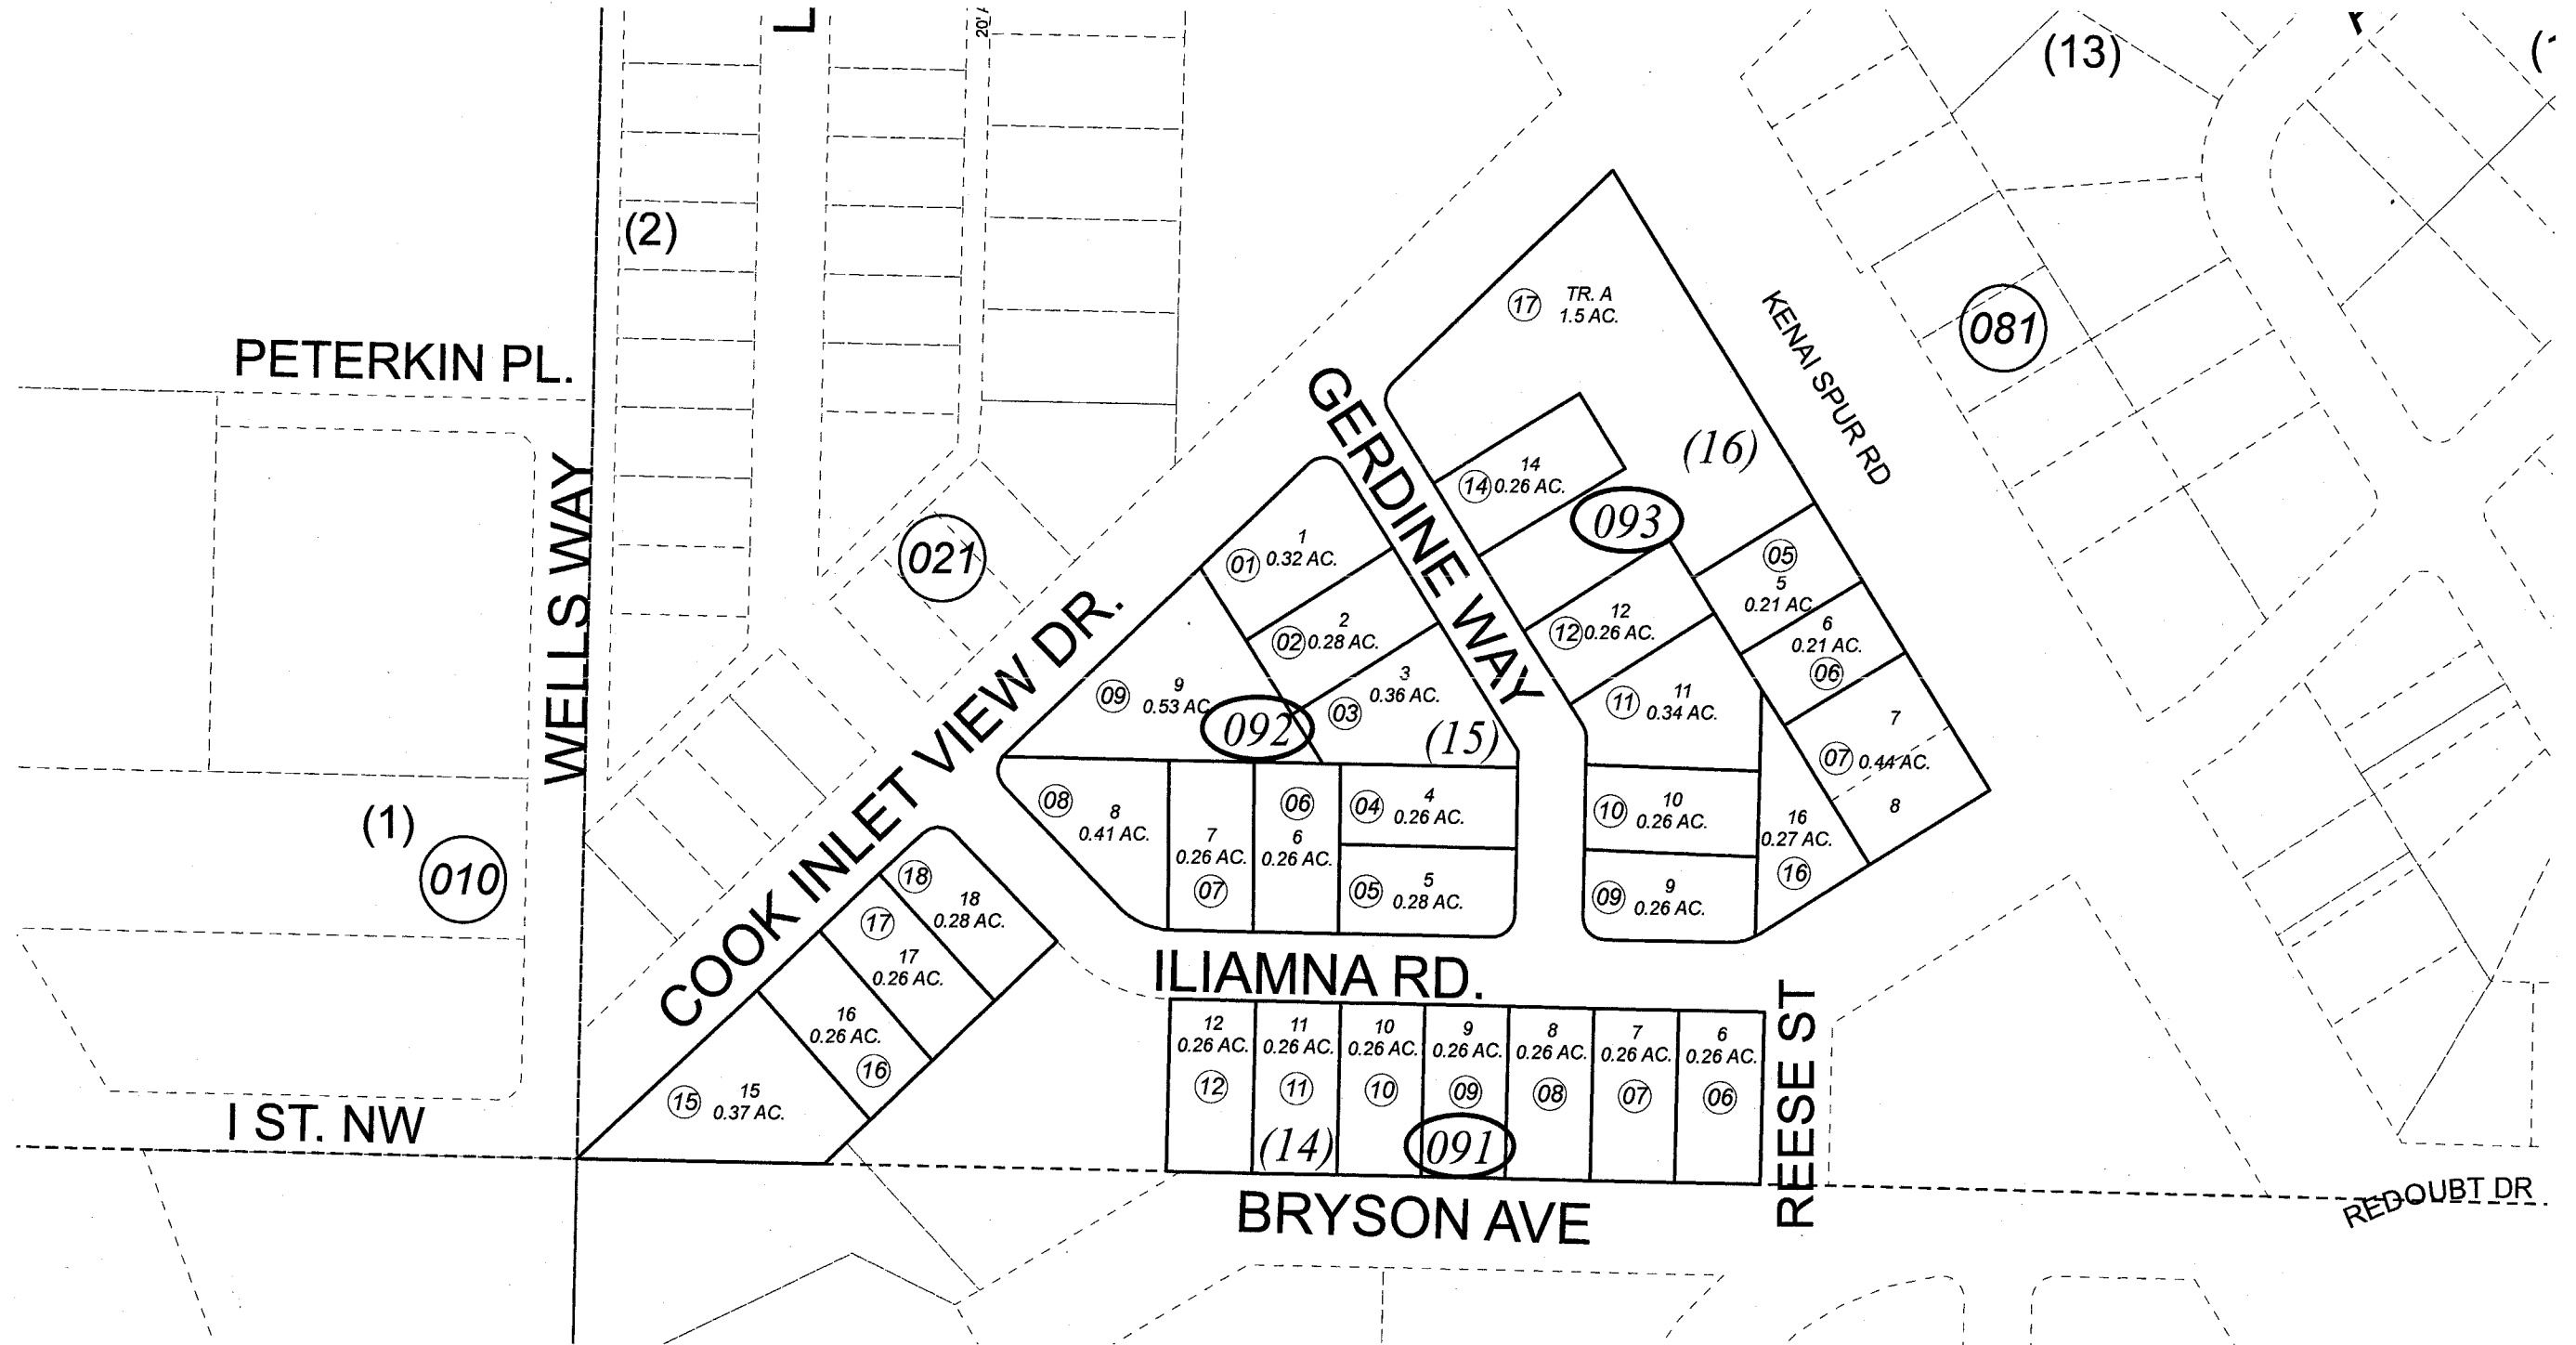 20'
(13)
(2)
17
TR. A
1.5 AC.
KENAI SPUR RD
081
PETERKIN PL.
GERDINE WAY
(16)
14
14
0.26 AC.
093
WELLS WAY
021
01
1
0.32 AC.
05
5
0.21 AC.
02
2
0.28 AC.
12
12
0.26 AC.
6
0.21 AC.
06
COOK INLET VIEW DR.
09
9
0.53 AC.
092
3
0.36 AC.
03
(15)
11
11
0.34 AC.
7
07
0.44 AC.
8
(1)
010
08
8
0.41 AC.
7
0.26 AC.
07
06
6
0.26 AC.
04
4
0.26 AC.
05
5
0.28 AC.
10
10
0.26 AC.
09
9
0.26 AC.
16
0.27 AC.
16
18
18
0.28 AC.
17
17
0.26 AC.
16
0.26 AC.
16
15
15
0.37 AC.
ILIAMNA RD.
REESE ST
12
0.26 AC.
12
11
0.26 AC.
11
10
0.26 AC.
10
9
0.26 AC.
09
8
0.26 AC.
08
7
0.26 AC.
07
6
0.26 AC.
06
(14)
091
I ST. NW
BRYSON AVE
REDOUBT DR